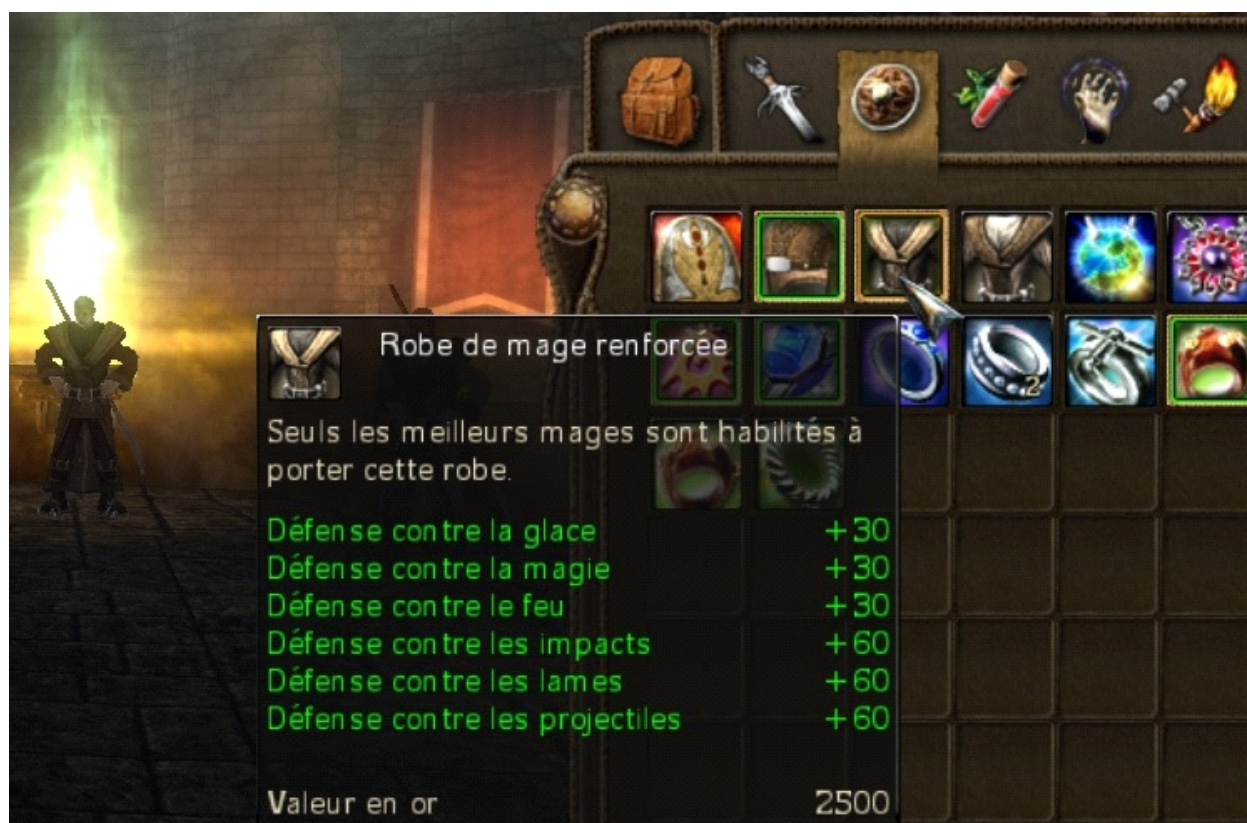 Robe de mage renforcée
Seuls les meilleurs mages sont habilités à
porter cette robe.
Défense contre la glace +30
Défense contre la magie +30
Défense contre le feu +30
Défense contre les impacts +60
Défense contre les lames +60
Défense contre les projectiles +60
Valeur en or 2500
2